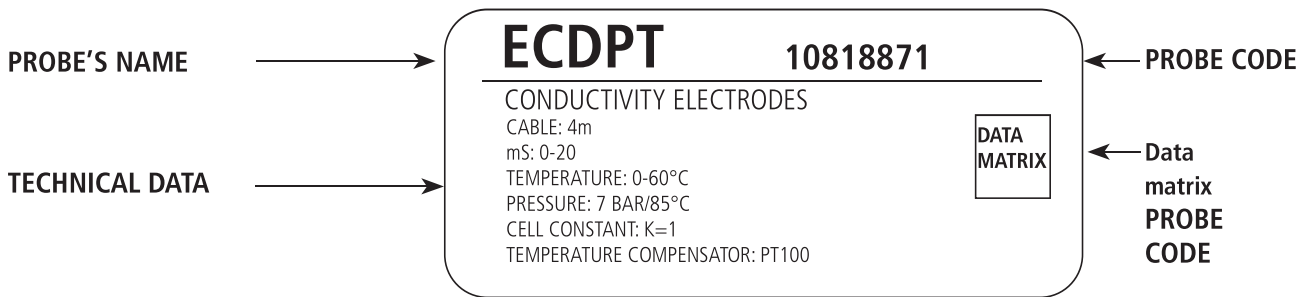 PROBE'S NAME
TECHNICAL DATA
ECDPT 10818871
CONDUCTIVITY ELECTRODES
CABLE: 4m
mS: 0-20
TEMPERATURE: 0-60°C
PRESSURE: 7 BAR/85°C
CELL CONSTANT: K=1
TEMPERATURE COMPENSATOR: PT100
DATA
MATRIX
PROBE CODE
Data
matrix
PROBE
CODE